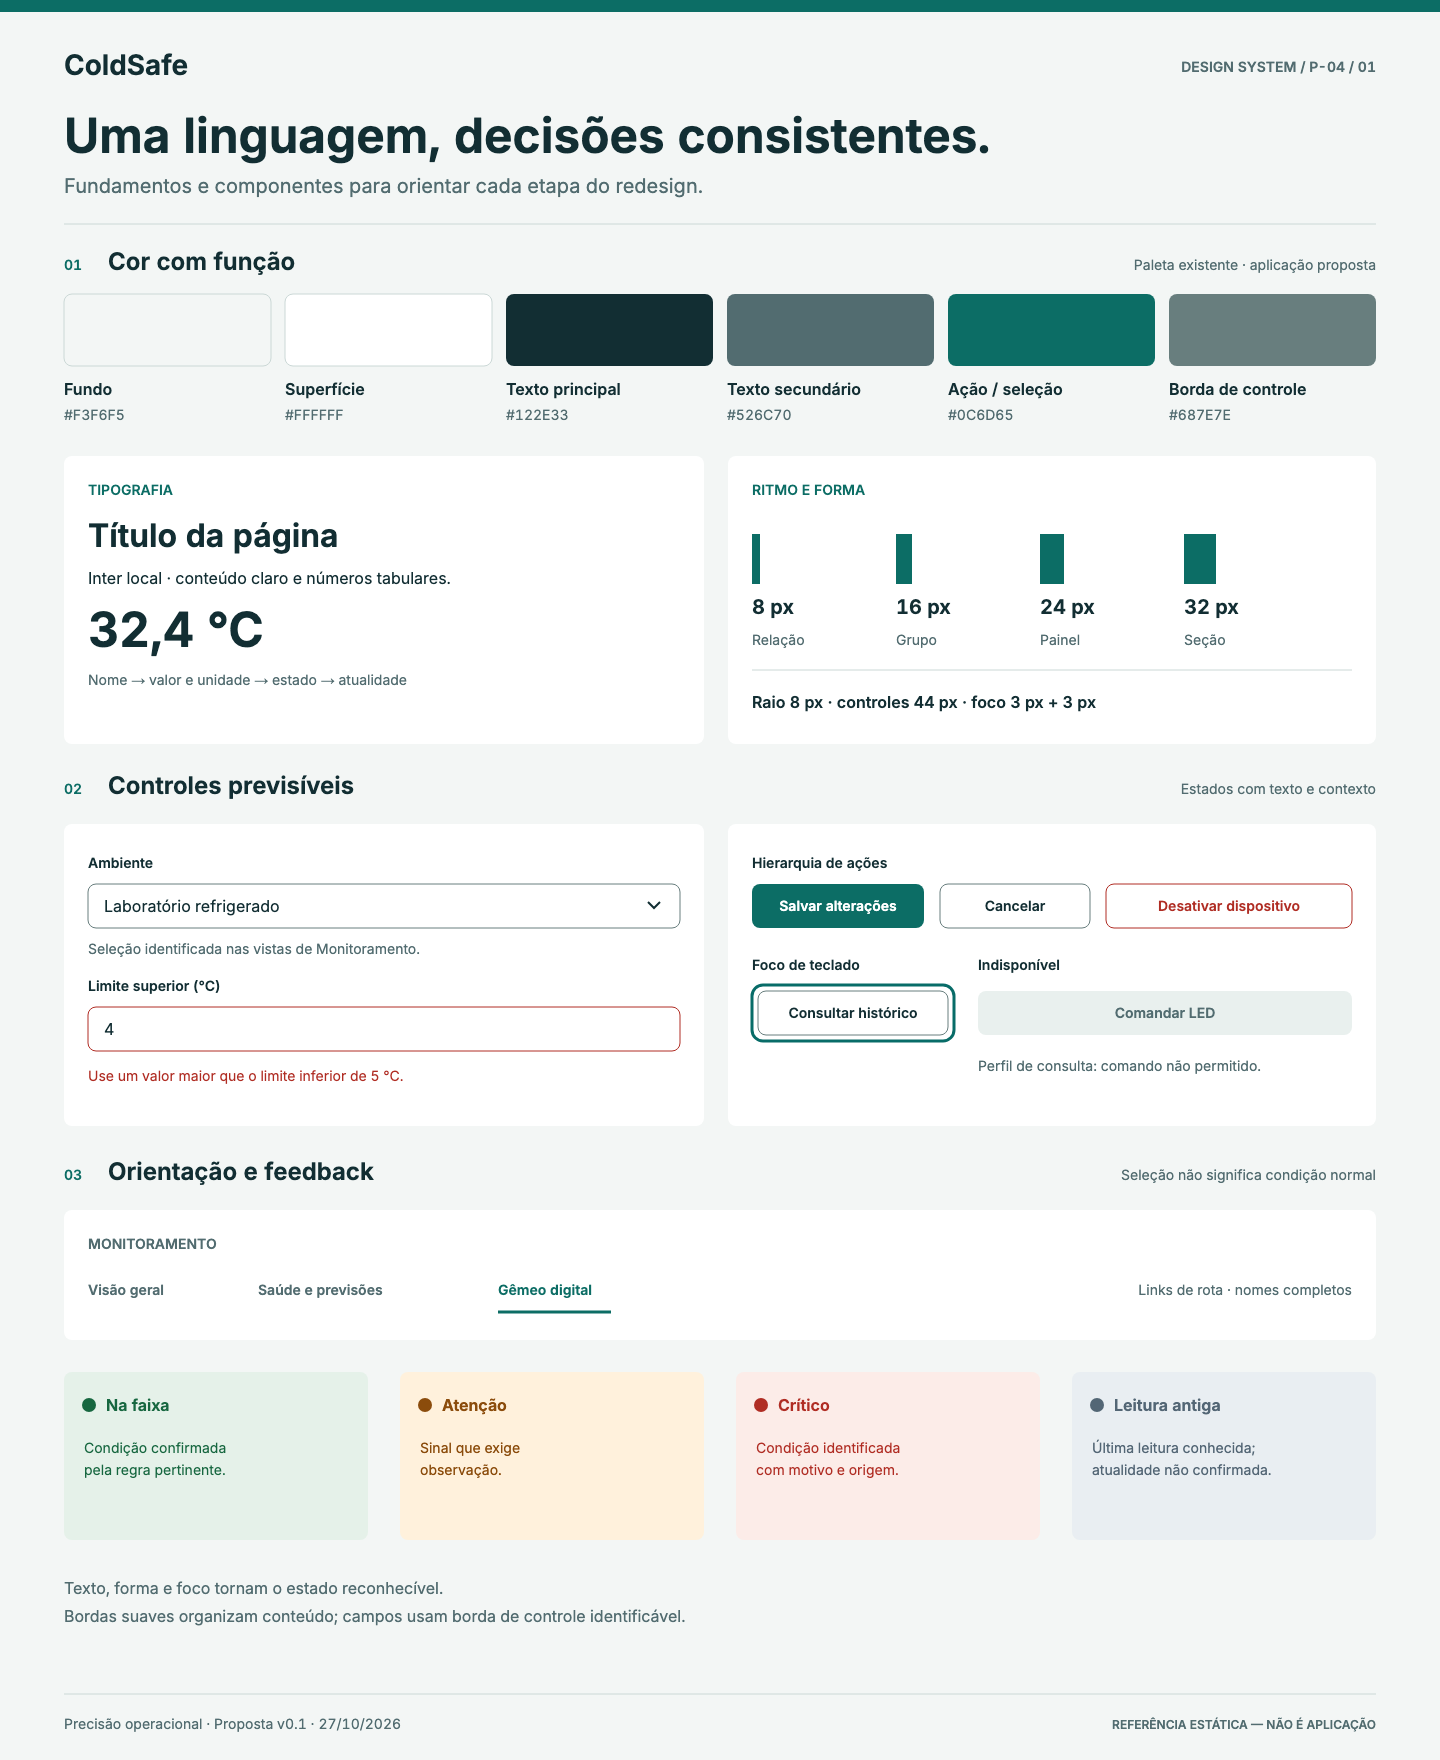 ColdSafe
DESIGN SYSTEM / P-04 / 01
Uma linguagem, decisões consistentes.
Fundamentos e componentes para orientar cada etapa do redesign.
01 Cor com função
Paleta existente · aplicação proposta
Fundo
#F3F6F5
Superfície
#FFFFFF
Texto principal
#122E33
Texto secundário
#526C70
Ação / seleção
#0C6D65
Borda de controle
#687E7E
TIPOGRAFIA
Título da página
Inter local · conteúdo claro e números tabulares.
32,4 °C
Nome → valor e unidade → estado → atualidade
RITMO E FORMA
8 px
Relação
16 px
Grupo
24 px
Painel
32 px
Seção
Raio 8 px · controles 44 px · foco 3 px + 3 px
02 Controles previsíveis
Estados com texto e contexto
Ambiente
Laboratório refrigerado
Seleção identificada nas vistas de Monitoramento.
Limite superior (°C)
4
Use um valor maior que o limite inferior de 5 °C.
Hierarquia de ações
Salvar alterações
Cancelar
Desativar dispositivo
Foco de teclado
Consultar histórico
Indisponível
Comandar LED
Perfil de consulta: comando não permitido.
03 Orientação e feedback
Seleção não significa condição normal
MONITORAMENTO
Visão geral
Saúde e previsões
Gêmeo digital
Links de rota · nomes completos
Na faixa
Condição confirmada
pela regra pertinente.
Atenção
Sinal que exige
observação.
Crítico
Condição identificada
com motivo e origem.
Leitura antiga
Última leitura conhecida;
atualidade não confirmada.
Texto, forma e foco tornam o estado reconhecível.
Bordas suaves organizam conteúdo; campos usam borda de controle identificável.
Precisão operacional · Proposta v0.1 · 27/10/2026
REFERÊNCIA ESTÁTICA — NÃO É APLICAÇÃO